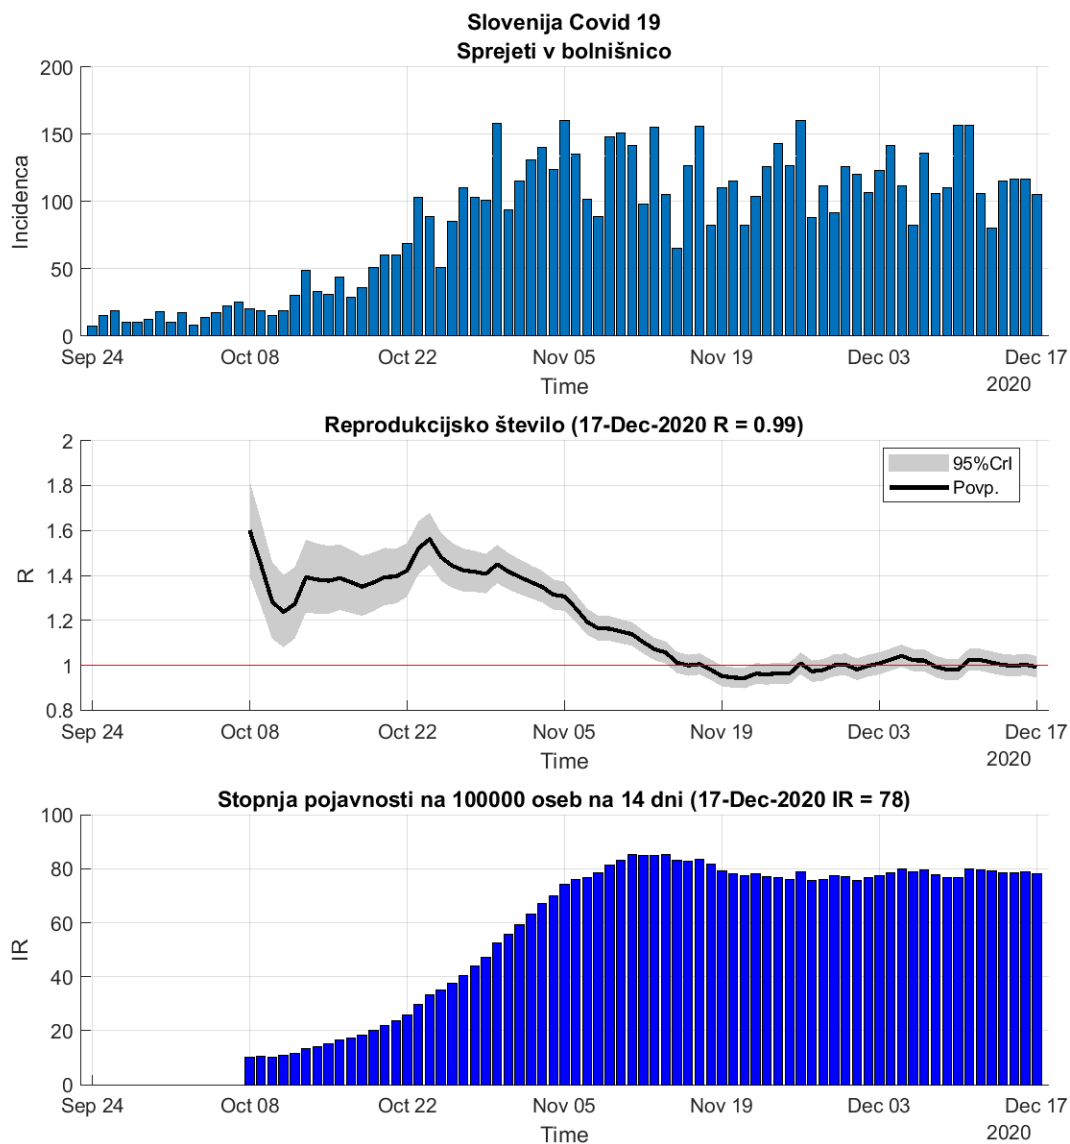 Slovenija Covid 19
Sprejeti v bolnišnico
200
150
100
50
0
Incidenca
Sep 24 Oct 08 Oct 22 Nov 05 Nov 19 Dec 03 Dec 17
Time 2020
Reprodukcijsko število (17-Dec-2020 R = 0.99)
2
1.8
1.6
1.4
1.2
1
0.8
R
95%CrI
Povp.
Sep 24 Oct 08 Oct 22 Nov 05 Nov 19 Dec 03 Dec 17
Time 2020
Stopnja pojavnosti na 100000 oseb na 14 dni (17-Dec-2020 IR = 78)
100
80
60
40
20
0
IR
Sep 24 Oct 08 Oct 22 Nov 05 Nov 19 Dec 03 Dec 17
Time 2020